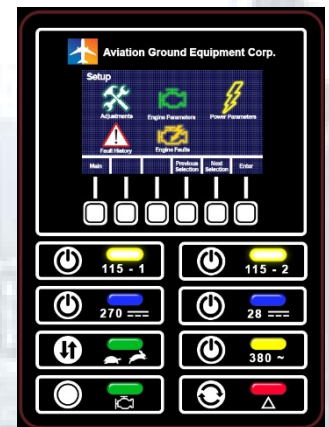 Aviation Ground Equipment Corp.
Setup
Adjustments Engine Parameters Power Parameters
Fault History Engine Faults
Main Previous Selection Next Selection Enter
115 - 1 115 - 2
270 28
380 ~